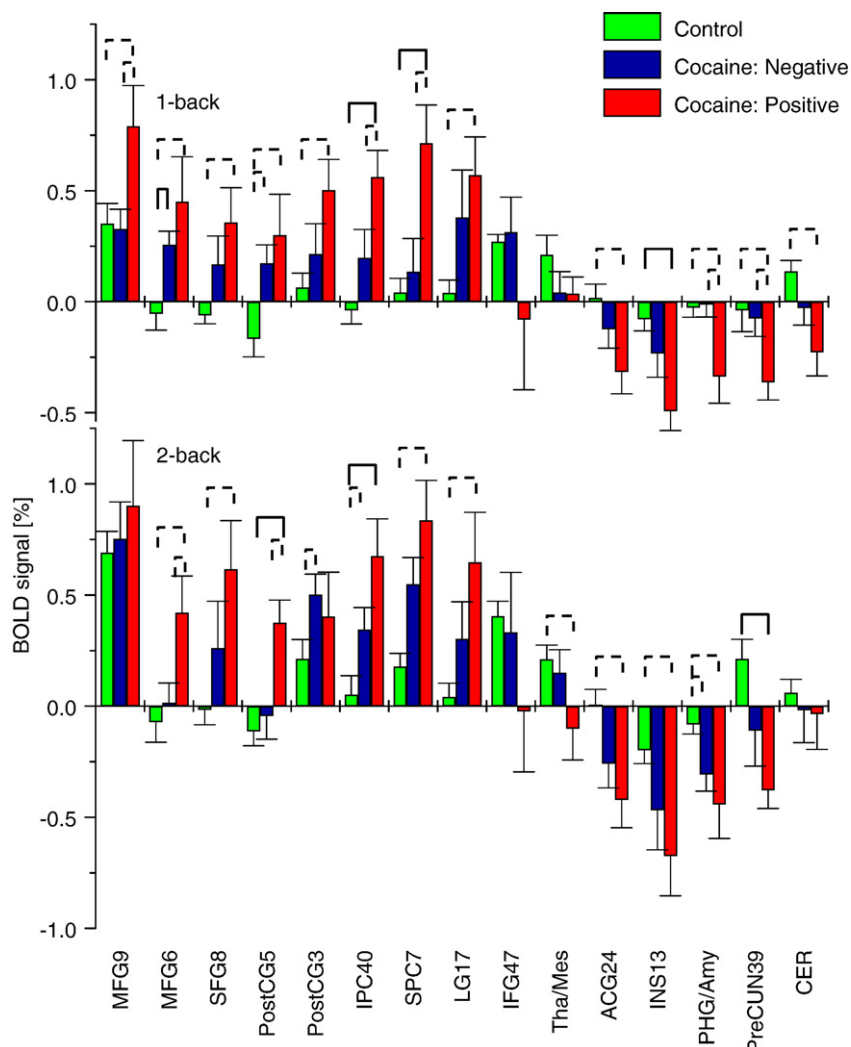 Control
Cocaine: Negative
Cocaine: Positive
1.0
1-back
0.5
0.0
-0.5
2-back
1.0
0.5
0.0
-0.5
-1.0
BOLD signal [%]
MFG9
MFG6
SFG8
PostCG5
PostCG3
IPC40
SPC7
LG17
IFG47
Tha/Mes
ACG24
INS13
PHG/Amy
PreCUN39
CER